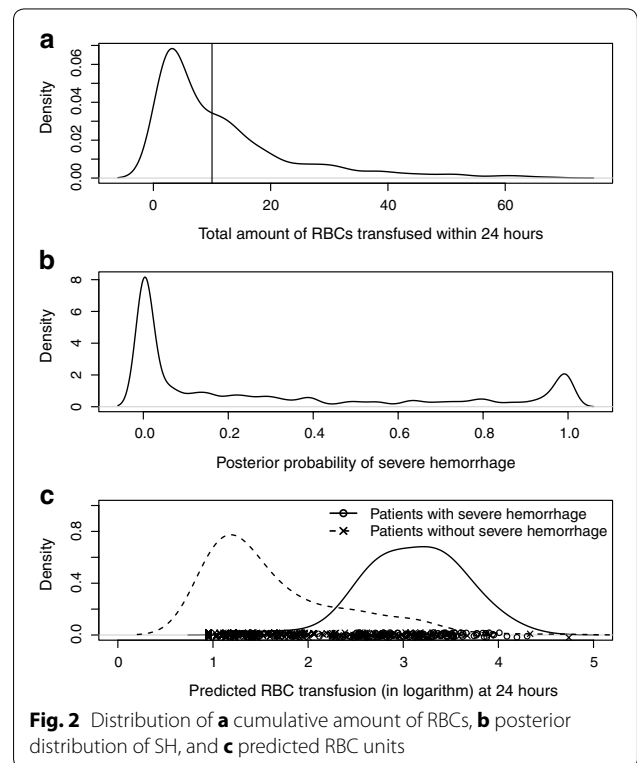 a
Density
0.00 0.02 0.04 0.06
0 20 40 60
Total amount of RBCs transfused within 24 hours
b
Density
0 2 4 6 8
0.0 0.2 0.4 0.6 0.8 1.0
Posterior probability of severe hemorrhage
c
Density
0.0 0.4 0.8
Patients with severe hemorrhage
Patients without severe hemorrhage
0 1 2 3 4 5
Predicted RBC transfusion (in logarithm) at 24 hours
Fig. 2 Distribution of a cumulative amount of RBCs, b posterior
distribution of SH, and c predicted RBC units